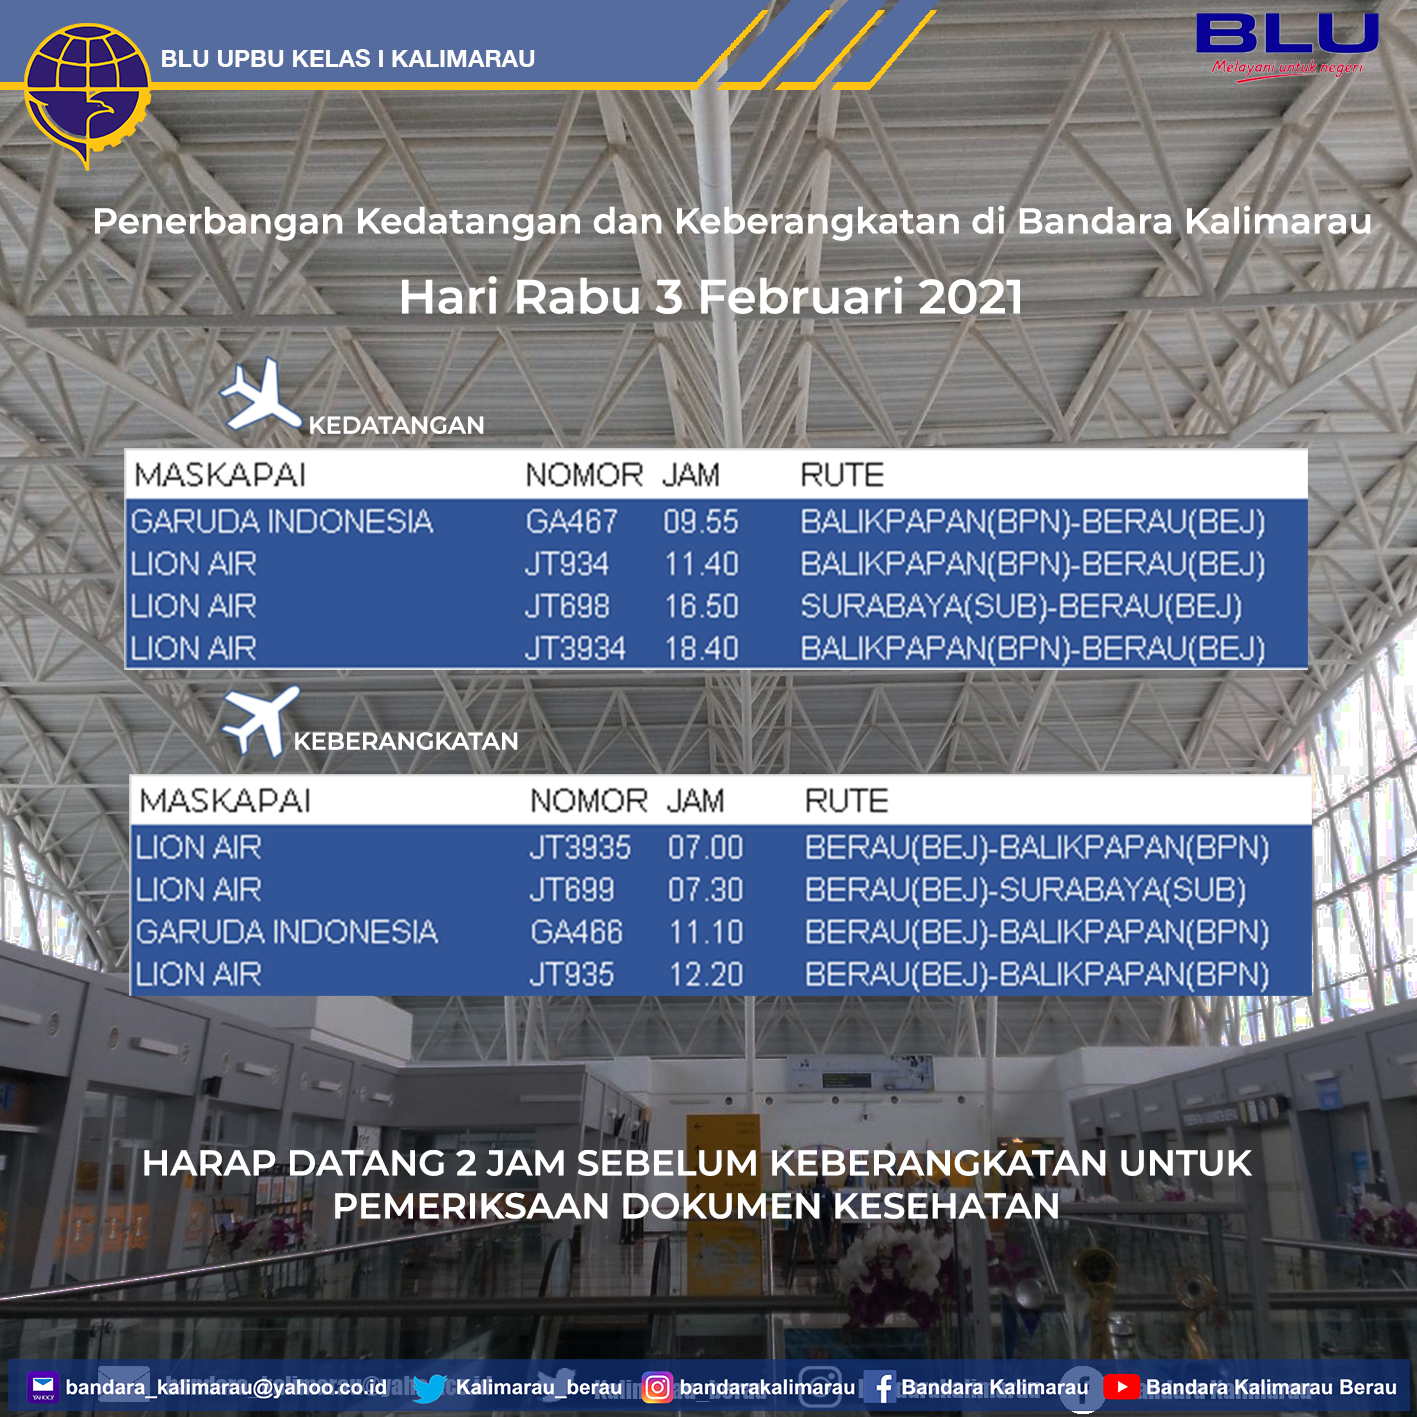 BLU UPBU KELAS I KALIMARAU
BLU
Melayani untuk negeri
Penerbangan Kedatangan dan Keberangkatan di Bandara Kalimarau
Hari Rabu 3 Februari 2021
KEDATANGAN
MASKAPAI NOMOR JAM RUTE
GARUDA INDONESIA GA467 09.55 BALIKPAPAN(BPN)-BERAU(BEJ)
LION AIR JT934 11.40 BALIKPAPAN(BPN)-BERAU(BEJ)
LION AIR JT698 16.50 SURABAYA(SUB)-BERAU(BEJ)
LION AIR JT3934 18.40 BALIKPAPAN(BPN)-BERAU(BEJ)
KEBERANGKATAN
MASKAPAI NOMOR JAM RUTE
LION AIR JT3935 07.00 BERAU(BEJ)-BALIKPAPAN(BPN)
LION AIR JT699 07.30 BERAU(BEJ)-SURABAYA(SUB)
GARUDA INDONESIA GA466 11.10 BERAU(BEJ)-BALIKPAPAN(BPN)
LION AIR JT935 12.20 BERAU(BEJ)-BALIKPAPAN(BPN)
HARAP DATANG 2 JAM SEBELUM KEBERANGKATAN UNTUK
PEMERIKSAAN DOKUMEN KESEHATAN
YAHOO! bandara_kalimarau@yahoo.co.id Kalimarau_berau bandarakalimarau Bandara Kalimarau Bandara Kalimarau Berau